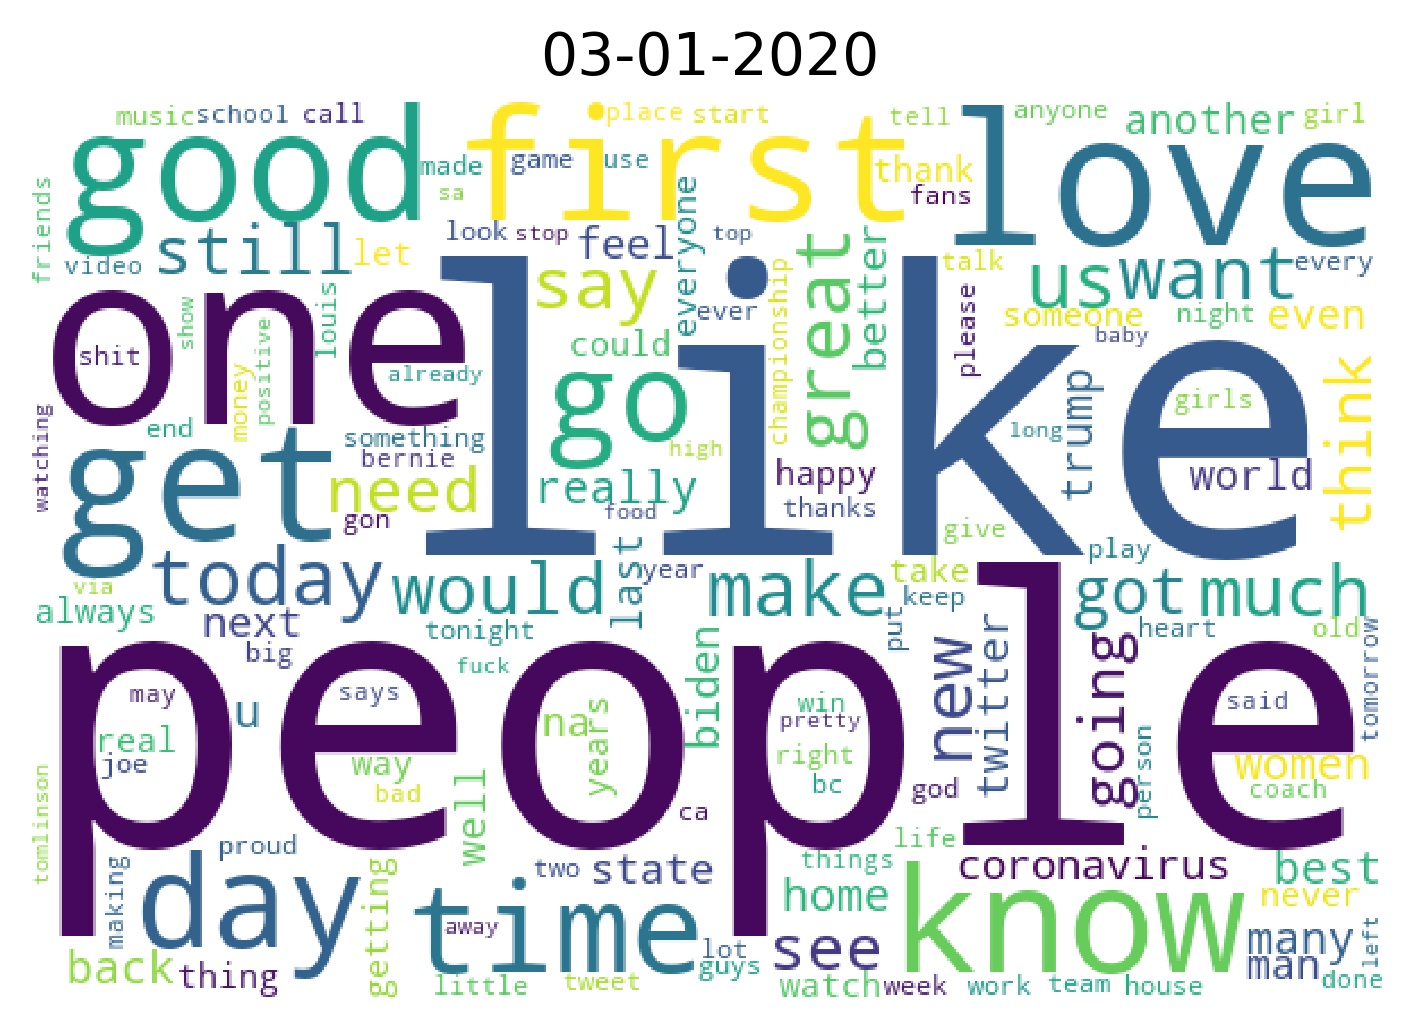 03-01-2020
music school call place start tell anyone another girl
good first love
made game use thank
sa fans
friends still let look stop feel everyone top
video say great better talk us want every
one like
show louis ever championship please someone night even
shit positive could baby
money already go trump girls think
watching end something high long
bernie happy world
get need really thanks
gon food give
today would last year make take play got much
via keep
always next tonight put heart old
big fuck biden new twitter going tomorrow
people
may says win said
u na pretty
real years right person women
joe way bc coach
bad god
tomlinson well ca life
proud things coronavirus best
making day two state home never
getting time know
away see many
back thing lot man left
guys
little tweet watch week work team house done